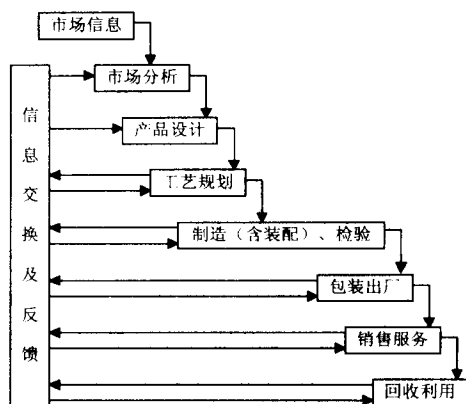 市场信息
市场分析
产品设计
工艺规划
制造（含装配）、检验
包装出厂
销售服务
回收利用
信息交换及反馈